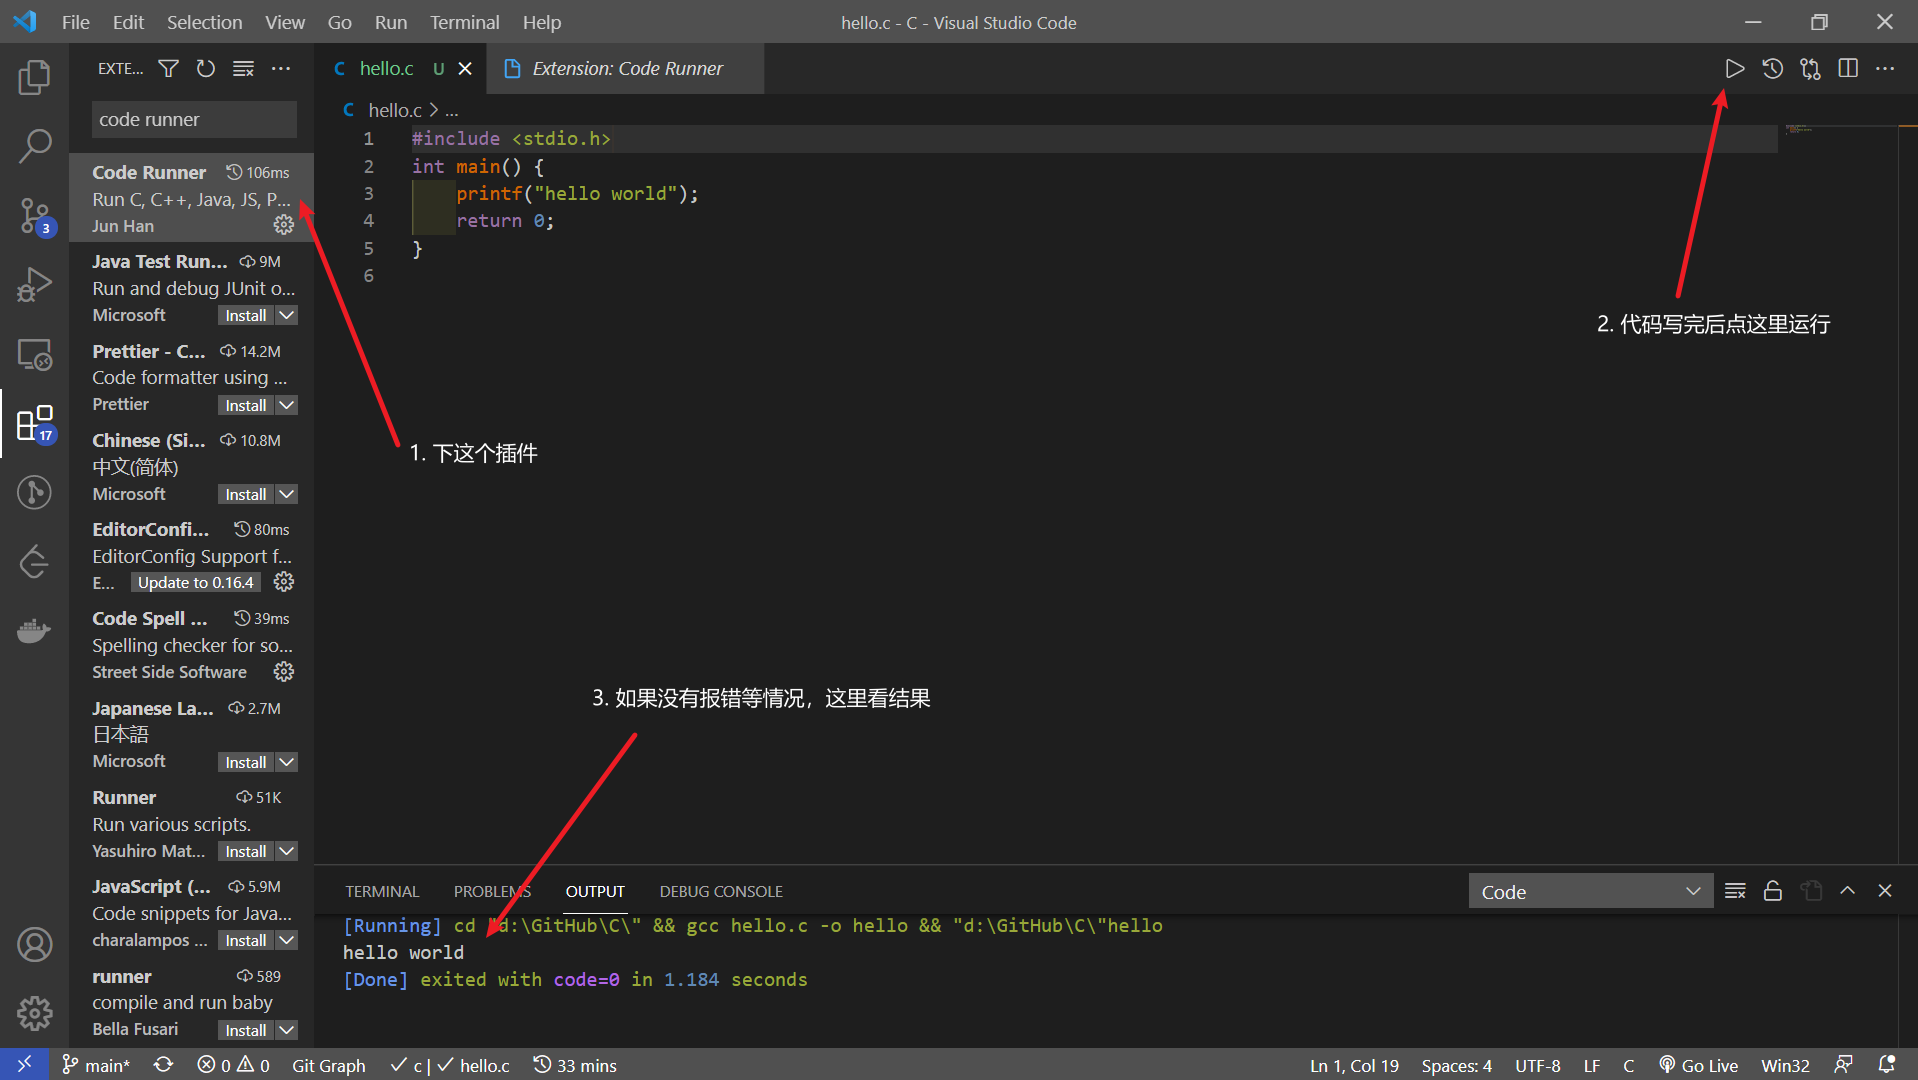 File Edit Selection View Go Run Terminal Help
hello.c - C - Visual Studio Code
EXTE...
code runner
Code Runner 106ms
Run C, C++, Java, JS, P...
Jun Han
Java Test Run... 9M
Run and debug JUnit o...
Microsoft Install
Prettier - C... 14.2M
Code formatter using ...
Prettier Install
Chinese (Si... 10.8M
中文(简体)
Microsoft Install
EditorConfi... 80ms
EditorConfig Support f...
E... Update to 0.16.4
Code Spell ... 39ms
Spelling checker for so...
Street Side Software
Japanese La... 2.7M
日本語
Microsoft Install
Runner 51K
Run various scripts.
Yasuhiro Mat... Install
JavaScript (... 5.9M
Code snippets for Java...
charalampos ... Install
runner 589
compile and run baby
Bella Fusari Install
3
17
C hello.c U
Extension: Code Runner
C hello.c > ...
1 #include <stdio.h>
2 int main() {
3 printf("hello world");
4 return 0;
5 }
6
2. 代码写完后点这里运行
1. 下这个插件
3. 如果没有报错等情况，这里看结果
TERMINAL PROBLEMS OUTPUT DEBUG CONSOLE
Code
[Running] cd "d:\GitHub\C\" && gcc hello.c -o hello && "d:\GitHub\C\"hello
hello world
[Done] exited with code=0 in 1.184 seconds
main* 0 0 Git Graph c | hello.c 33 mins
Ln 1, Col 19 Spaces: 4 UTF-8 LF C Go Live Win32